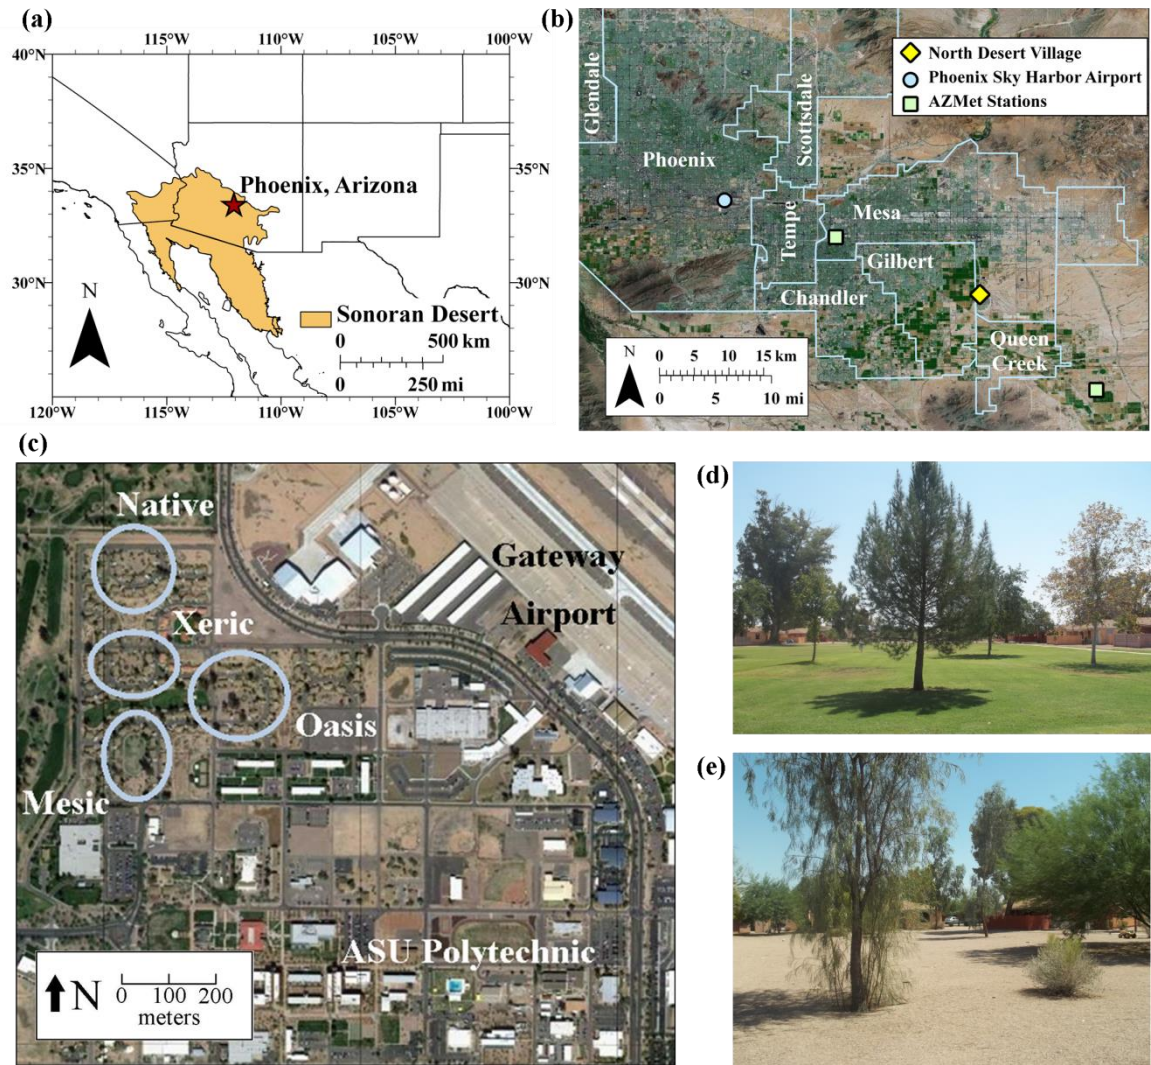 (a)
115°W 110°W 105°W 100°W
40°N
35°N
Phoenix, Arizona
30°N
N
Sonoran Desert
0 500 km
0 250 mi
120°W 115°W 110°W 105°W 100°W
(b)
North Desert Village
Phoenix Sky Harbor Airport
AZMet Stations
Glendale
Scottsdale
Phoenix
Tempe
Mesa
Gilbert
Chandler
Queen
Creek
N
0 5 10 15 km
0 5 10 mi
(c)
Native
Gateway
Airport
Xeric
Oasis
Mesic
ASU Polytechnic
N
0 100 200
meters
(d)
(e)